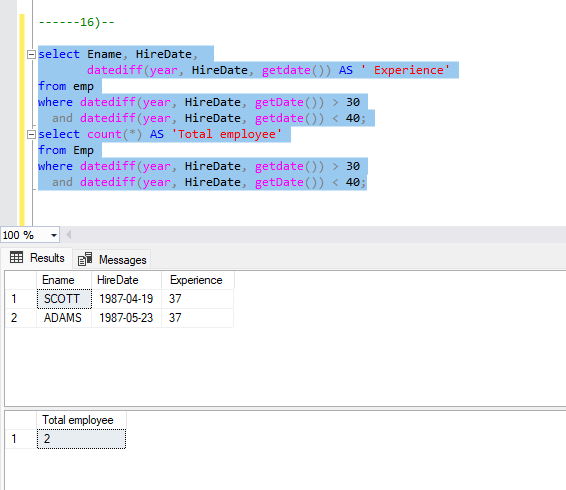 ------16)--
select Ename, HireDate,
datediff(year, HireDate, getdate()) AS ' Experience'
from emp
where datediff(year, HireDate, getDate()) > 30
and datediff(year, HireDate, getDate()) < 40;
select count(*) AS 'Total employee'
from Emp
where datediff(year, HireDate, getdate()) > 30
and datediff(year, HireDate, getDate()) < 40;
100 %
Results Messages
Ename HireDate Experience
1 SCOTT 1987-04-19 37
2 ADAMS 1987-05-23 37
Total employee
1 2